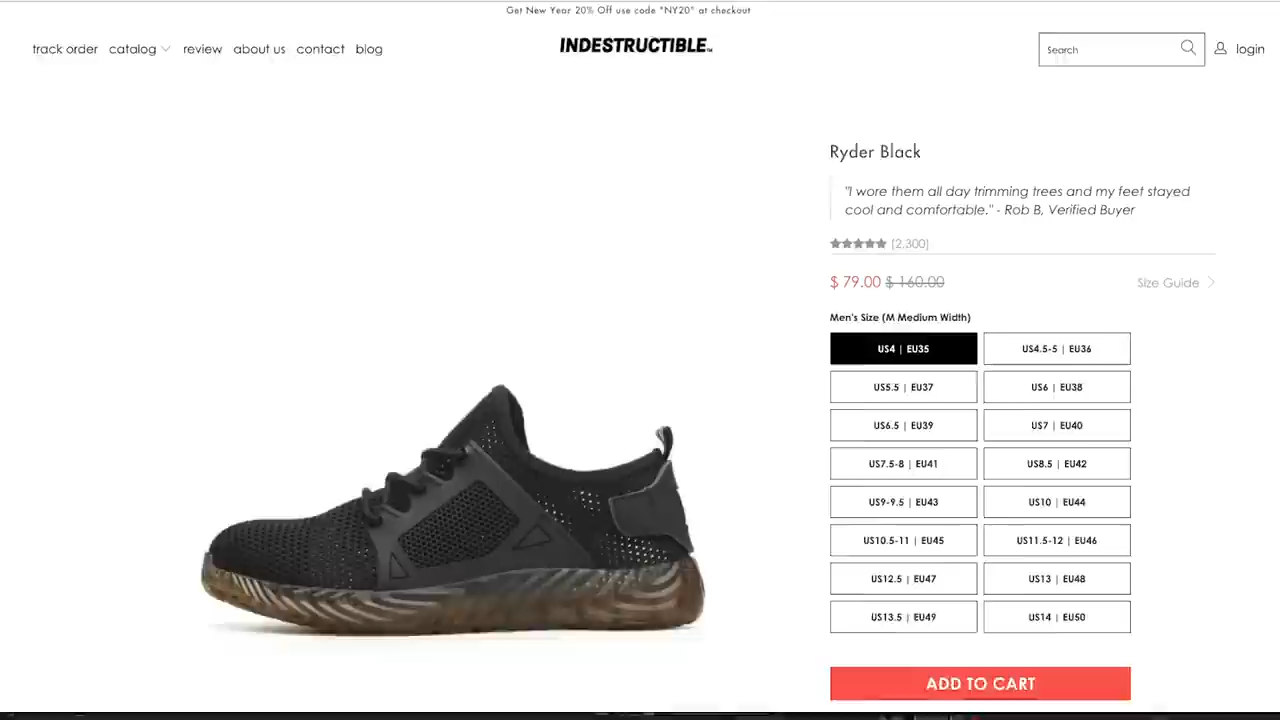 Get New Year 20% Off use code "NY20" at checkout
track order catalog review about us contact blog
INDESTRUCTIBLE™
Search
login
Ryder Black
"I wore them all day trimming trees and my feet stayed
cool and comfortable." - Rob B, Verified Buyer
(2,300)
$ 79.00 $ 160.00
Size Guide
Men's Size (M Medium Width)
US4 | EU35
US4.5-5 | EU36
US5.5 | EU37
US6 | EU38
US6.5 | EU39
US7 | EU40
US7.5-8 | EU41
US8.5 | EU42
US9-9.5 | EU43
US10 | EU44
US10.5-11 | EU45
US11.5-12 | EU46
US12.5 | EU47
US13 | EU48
US13.5 | EU49
US14 | EU50
ADD TO CART